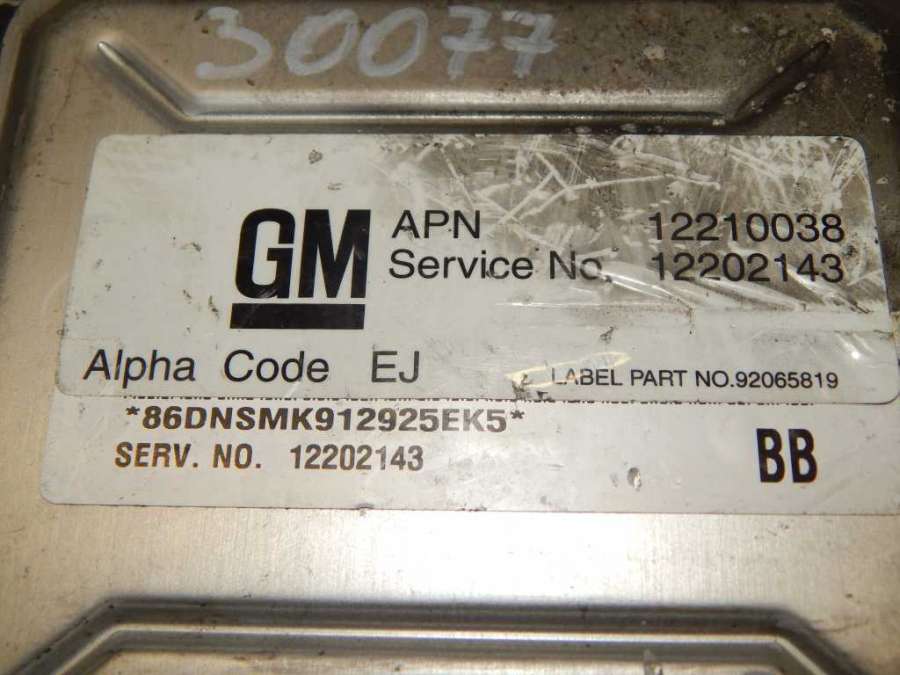 30077
GM
APN 12210038
Service No. 12202143
Alpha Code EJ
LABEL PART NO.92065819
*86DNSMK912925EK5*
SERV. NO. 12202143
BB